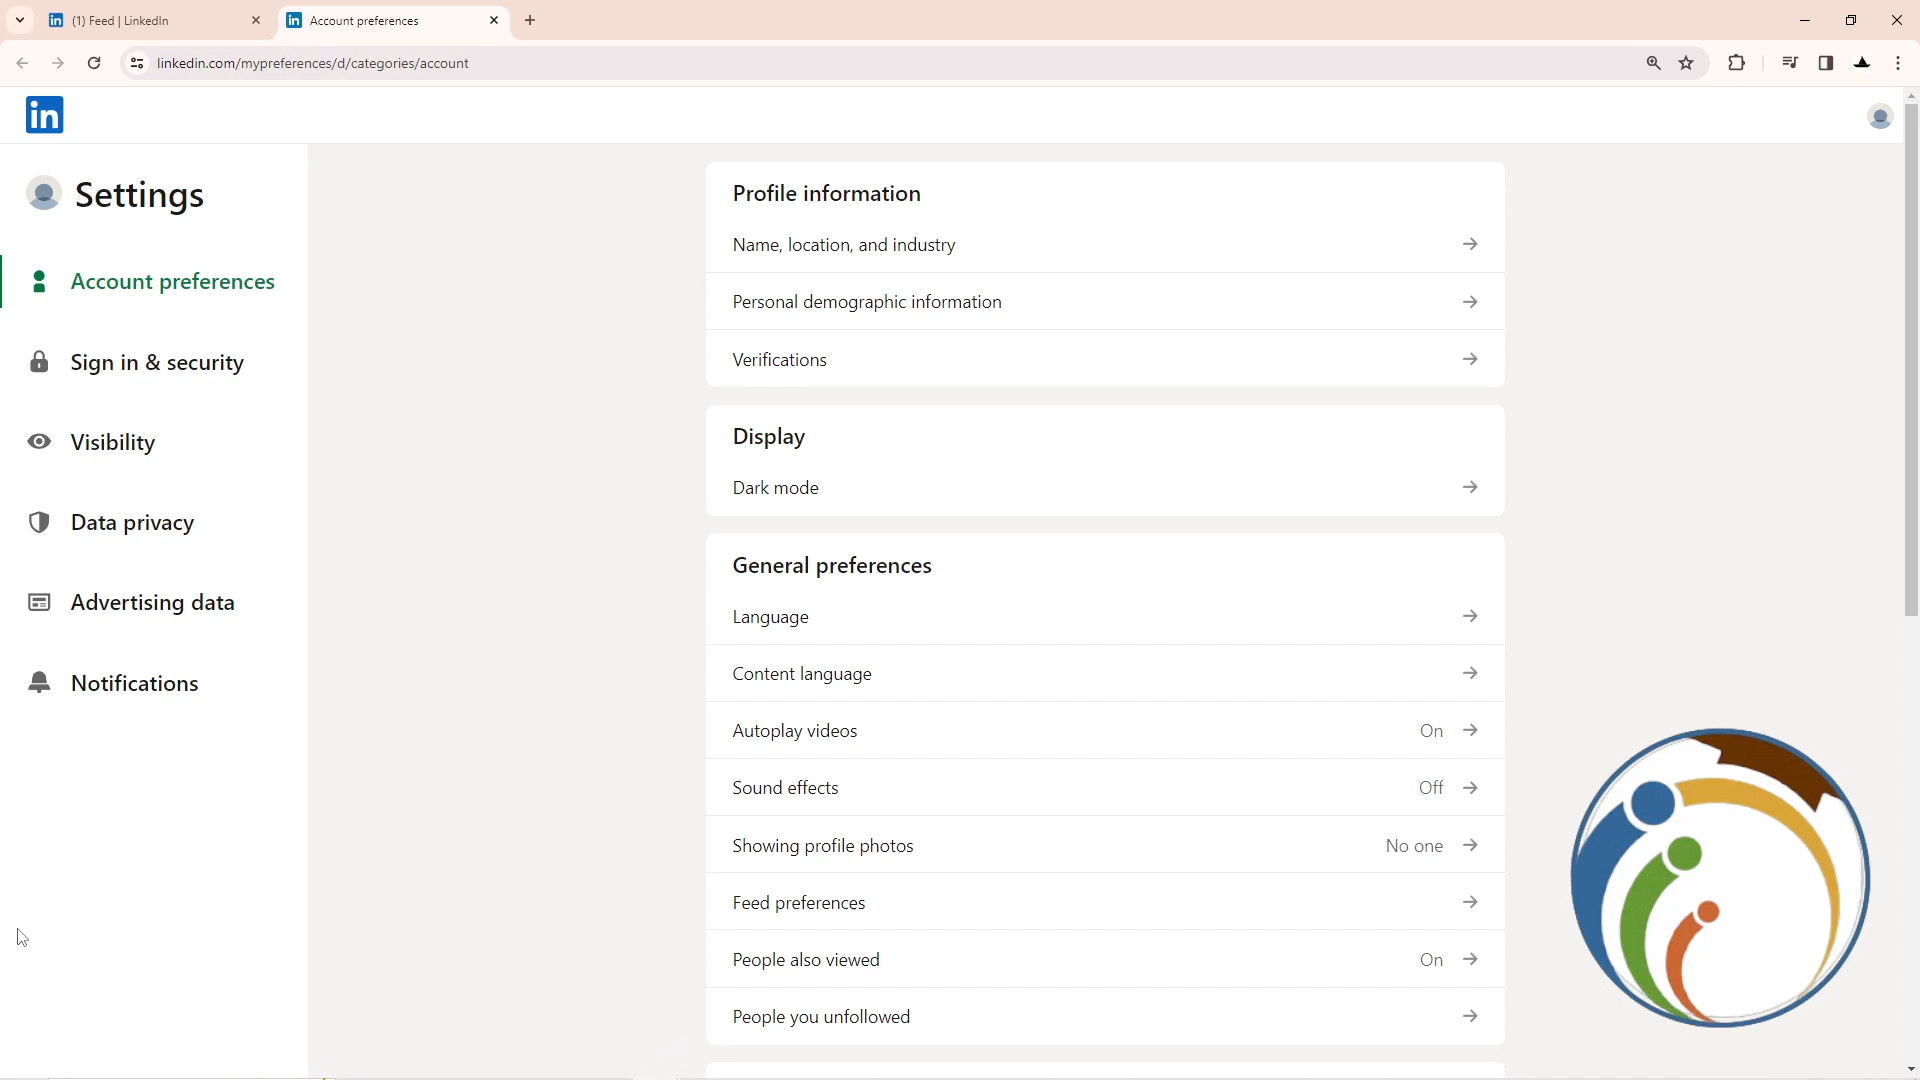 (1) Feed | LinkedIn
Account preferences
linkedin.com/mypreferences/d/categories/account
in
Settings
Account preferences
Sign in & security
Visibility
Data privacy
Advertising data
Notifications
Profile information
Name, location, and industry
Personal demographic information
Verifications
Display
Dark mode
General preferences
Language
Content language
Autoplay videos On
Sound effects Off
Showing profile photos No one
Feed preferences
People also viewed On
People you unfollowed